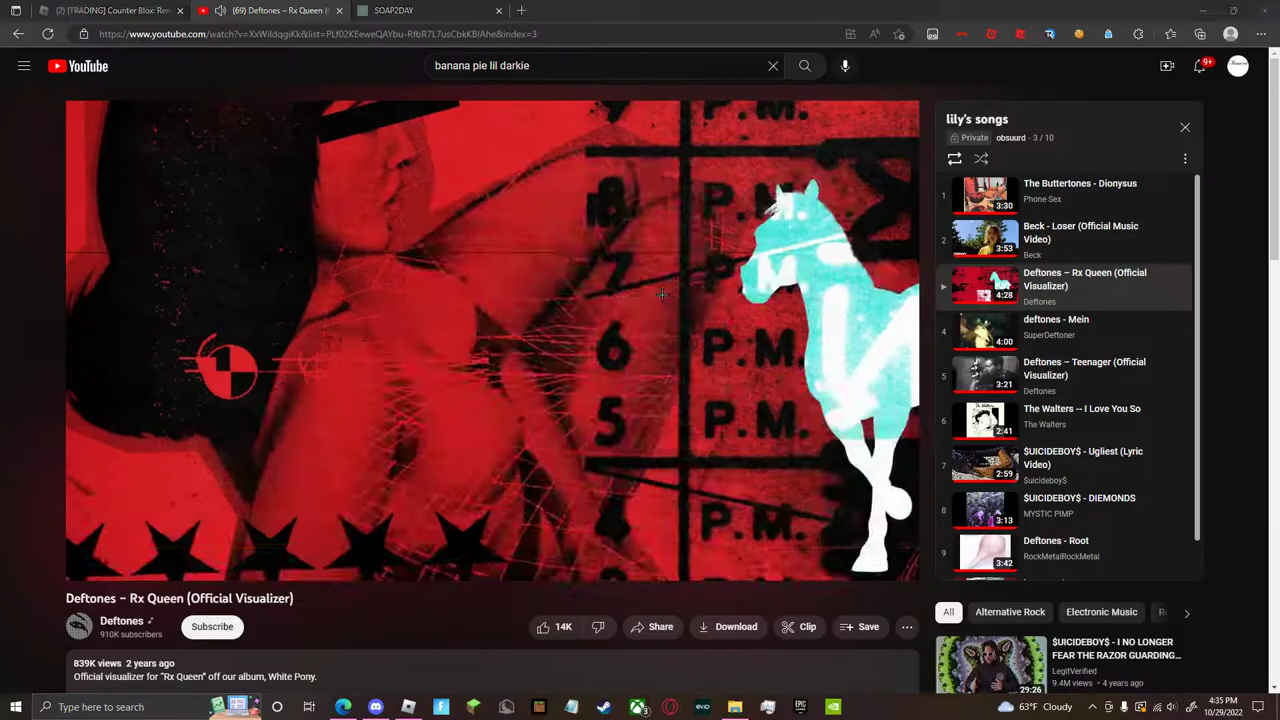 [2] [TRADING] Counter Blox: Rem
(69) Deftones – Rx Queen (
SOAP2DAY
https://www.youtube.com/watch?v=XxWildqgiKk&list=PLf02KEeweQAYbu-RfbR7L7usCbkKBIAhe&index=3
YouTube
banana pie lil darkie
9+
lily's songs
Private obsuurd - 3 / 10
1
The Buttertones - Dionysus
Phone Sex
3:30
2
Beck - Loser (Official Music
Video)
Beck
3:53
Deftones – Rx Queen (Official
Visualizer)
Deftones
4:28
4
deftones - Mein
SuperDeftoner
4:00
5
Deftones – Teenager (Official
Visualizer)
Deftones
3:21
6
The Walters -- I Love You So
The Walters
2:41
7
$UICIDEBOY$ - Ugliest (Lyric
Video)
$uicideboy$
2:59
8
$UICIDEBOY$ - DIEMONDS
MYSTIC PIMP
3:13
9
Deftones - Root
RockMetalRockMetal
3:42
P.M.
8 P.M.
7
6 P.M.
5 P.M.
4 P.M.
Deftones – Rx Queen (Official Visualizer)
Deftones
910K subscribers
Subscribe
14K
Share
Download
Clip
Save
839K views 2 years ago
Official visualizer for "Rx Queen" off our album, White Pony.
All
Alternative Rock
Electronic Music
$UICIDEBOY$ - I NO LONGER
FEAR THE RAZOR GUARDING...
LegitVerified
9.4M views • 4 years ago
29:26
Type here to search
3
evio
EPIC
63°F Cloudy
4:35 PM
10/29/2022